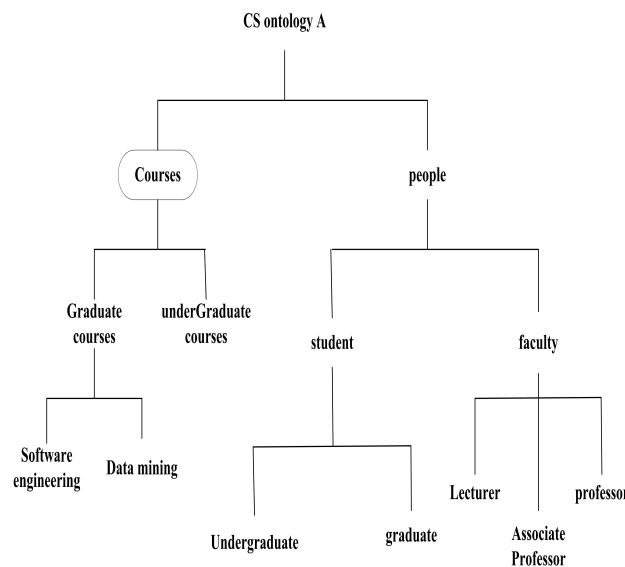 CS ontology A
Courses
people
Graduate
courses
underGraduate
courses
student
faculty
Software
engineering
Data mining
Lecturer
professor
Undergraduate
graduate
Associate
Professor